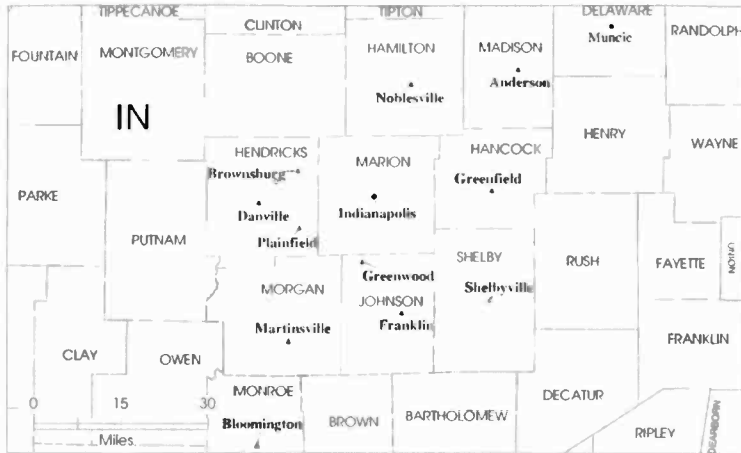 TIPPECANOE
CLINTON
TIPTON
DELAWARE
RANDOLPH
FOUNTAIN
MONTGOMERY
BOONE
HAMILTON
MADISON
Muncie
Noblesville
Anderson
IN
HENRY
WAYNE
HENDRICKS
MARION
HANCOCK
Brownsburg
Greenfield
PARKE
Danville
Indianapolis
PUTNAM
Plainfield
SHELBY
RUSH
FAYETTE
UNION
Greenwood
MORGAN
JOHNSON
Shelbyville
Martinsville
Franklin
FRANKLIN
CLAY
OWEN
MONROE
DECATUR
0 15 30
Miles
Bloomington
BROWN
BARTHOLOMEW
RIPLEY
DEARBORN